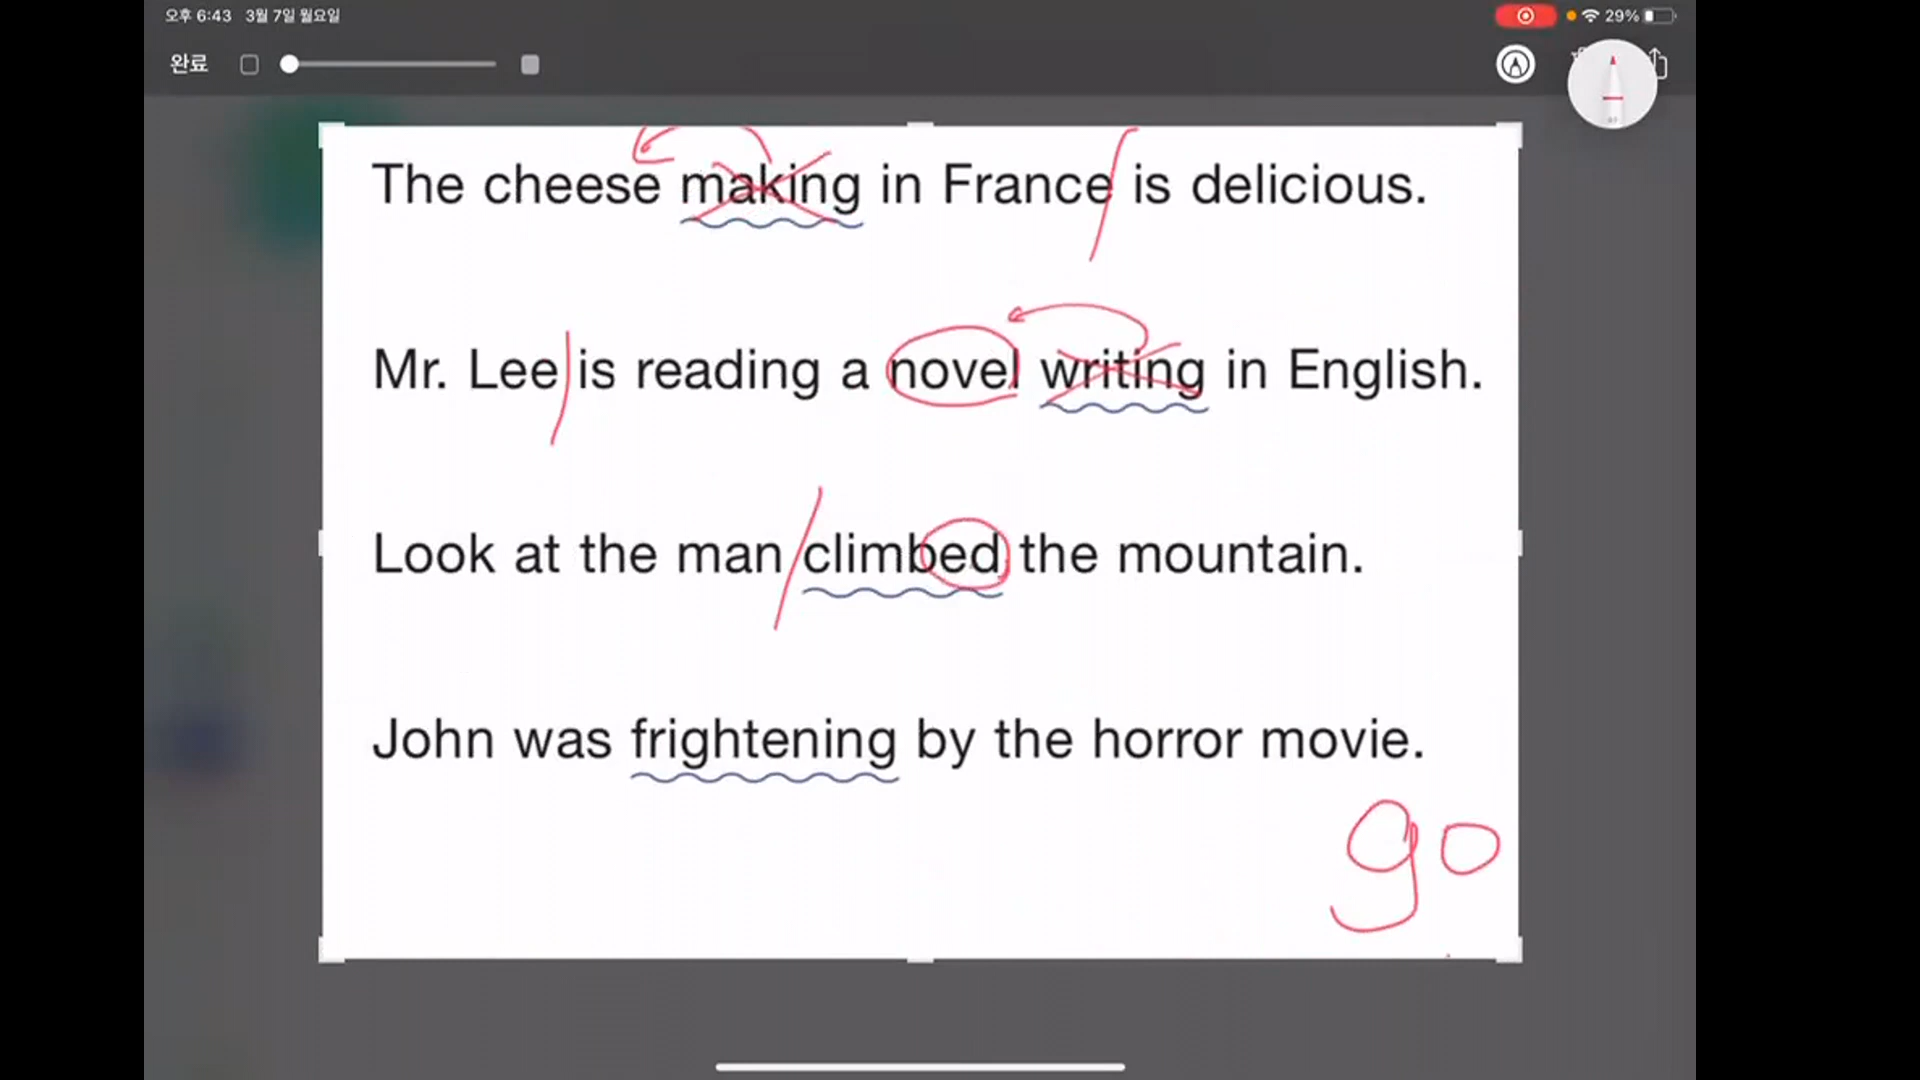 오후 6:43 3월 7일 월요일
29%
완료
The cheese making in France is delicious.
Mr. Lee is reading a novel writing in English.
Look at the man climbed the mountain.
John was frightening by the horror movie.
go